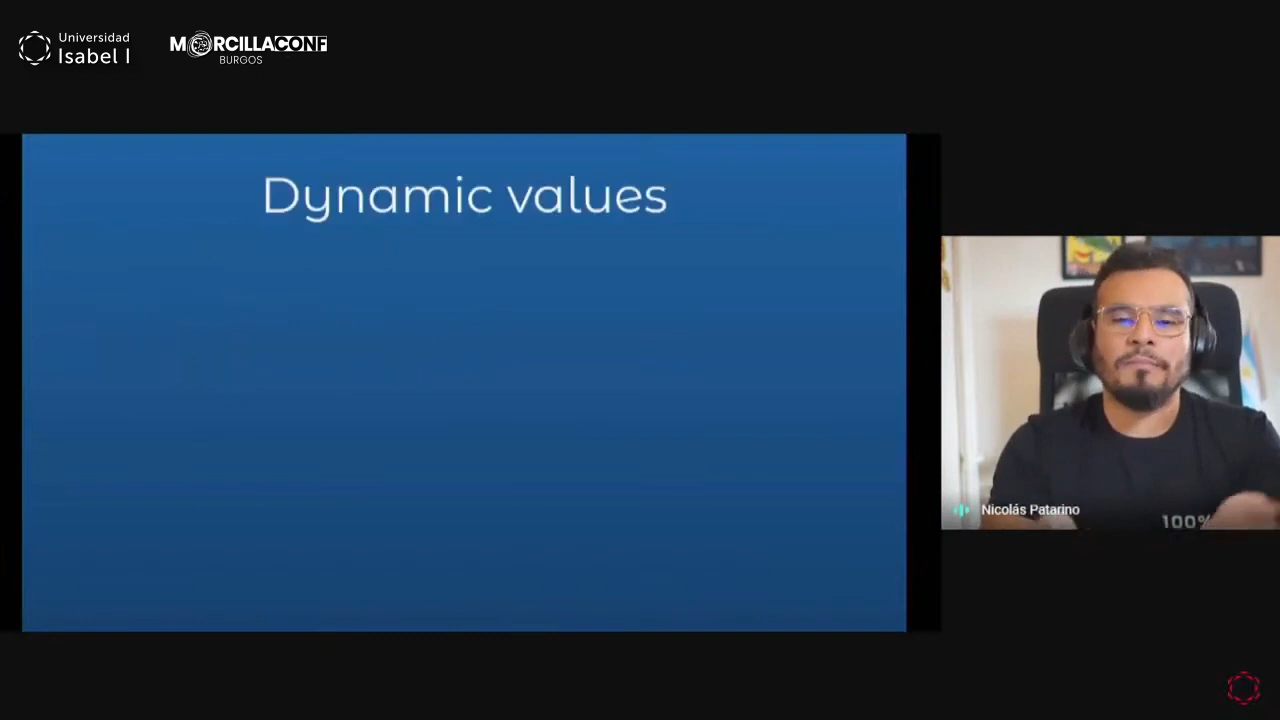 Universidad
Isabel I
MORCILLACONF
BURGOS
Dynamic values
Nicolás Patarino
100%